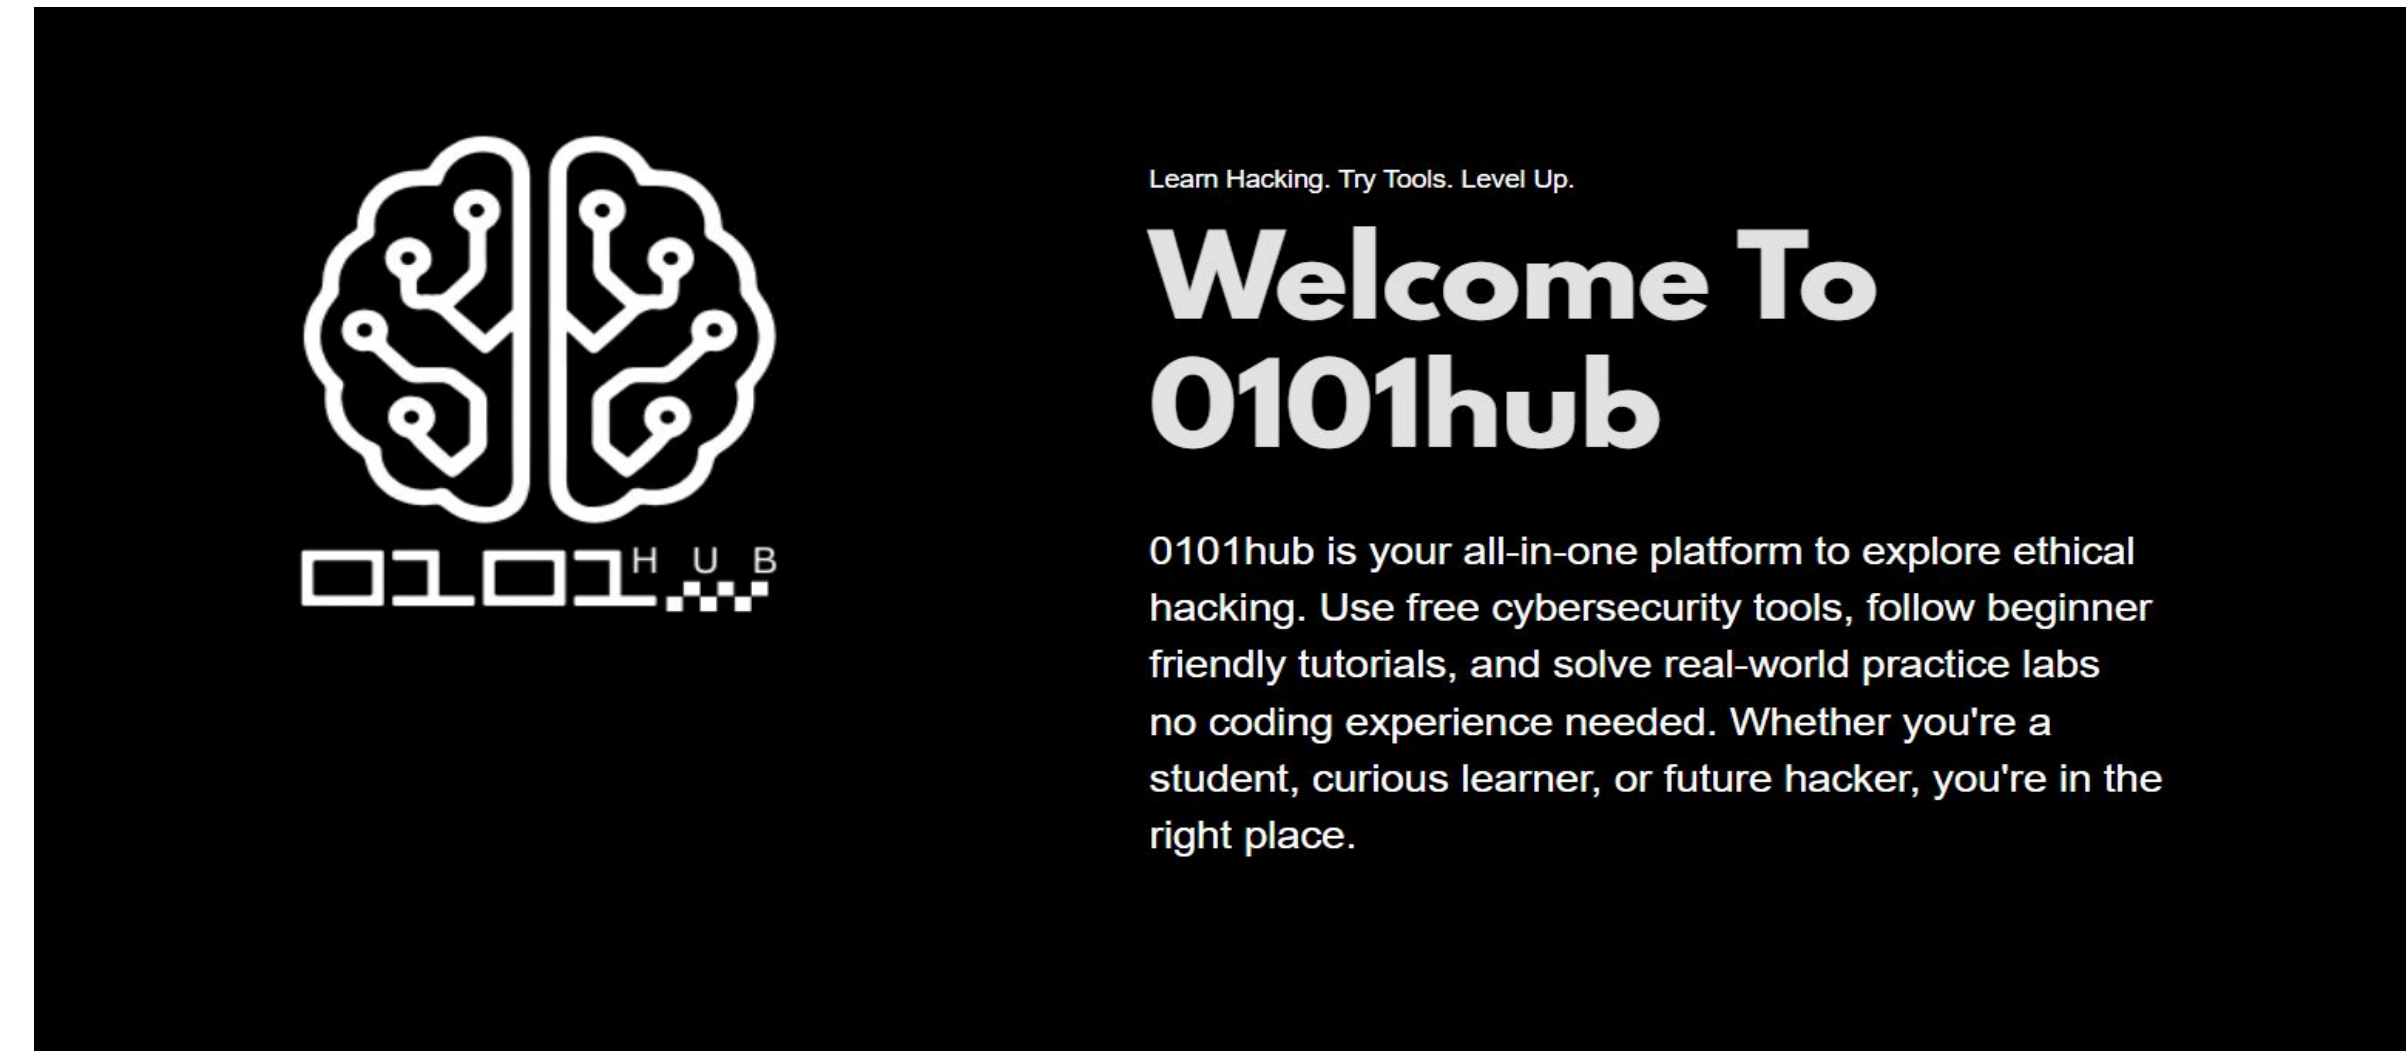 Learn Hacking. Try Tools. Level Up.
Welcome To
0101hub
0101hub is your all-in-one platform to explore ethical
hacking. Use free cybersecurity tools, follow beginner
friendly tutorials, and solve real-world practice labs
no coding experience needed. Whether you're a
student, curious learner, or future hacker, you're in the
right place.
0101HUB